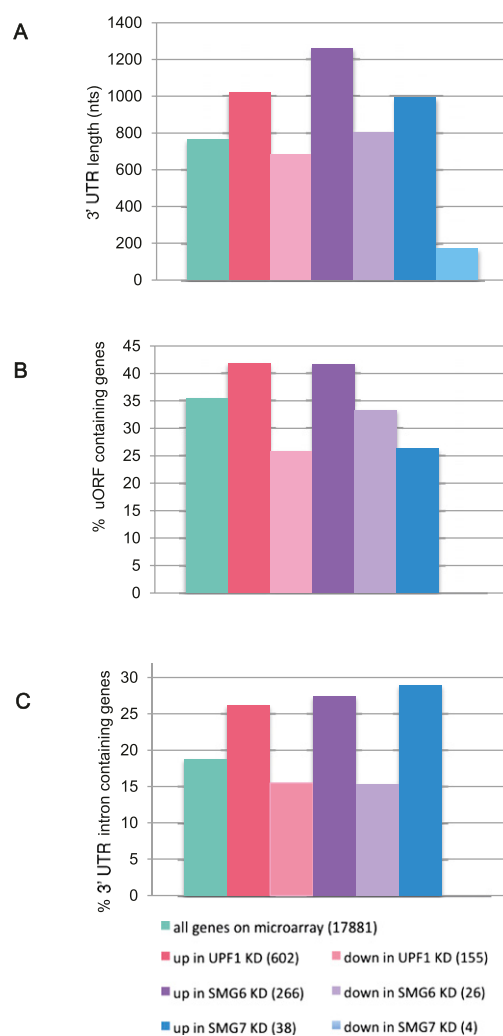 A
3' UTR length (nts)
1400
1200
1000
800
600
400
200
0
B
% uORF containing genes
45
40
35
30
25
20
15
10
5
0
C
% 3' UTR intron containing genes
30
25
20
15
10
5
0
all genes on microarray (17881)
up in UPF1 KD (602)
down in UPF1 KD (155)
up in SMG6 KD (266)
down in SMG6 KD (26)
up in SMG7 KD (38)
down in SMG7 KD (4)